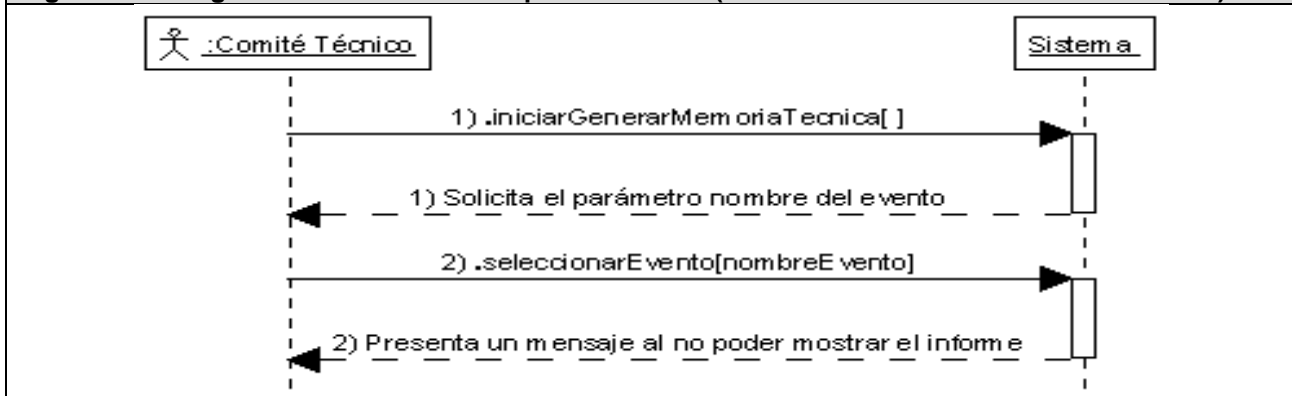 :Comité Técnico
Sistema
1) .iniciarGenerarMemoriaTecnica[ ]
1) Solicita el parámetro nombre del evento
2) .seleccionarEvento[nombreEvento]
2) Presenta un mensaje al no poder mostrar el informe